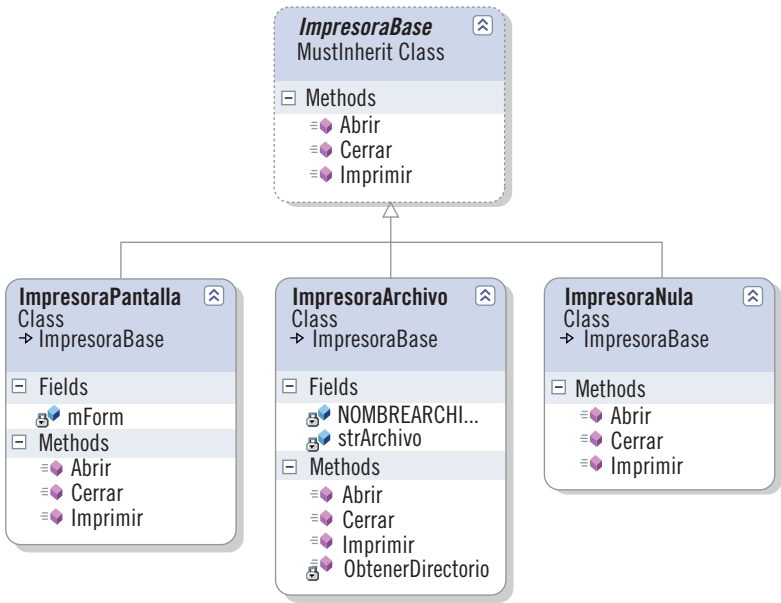 ImpresoraBase
MustInherit Class
Methods
Abrir
Cerrar
Imprimir
ImpresoraPantalla
Class
ImpresoraBase
Fields
mForm
Methods
Abrir
Cerrar
Imprimir
ImpresoraArchivo
Class
ImpresoraBase
Fields
NOMBREARCHI...
strArchivo
Methods
Abrir
Cerrar
Imprimir
ObtenerDirectorio
ImpresoraNula
Class
ImpresoraBase
Methods
Abrir
Cerrar
Imprimir